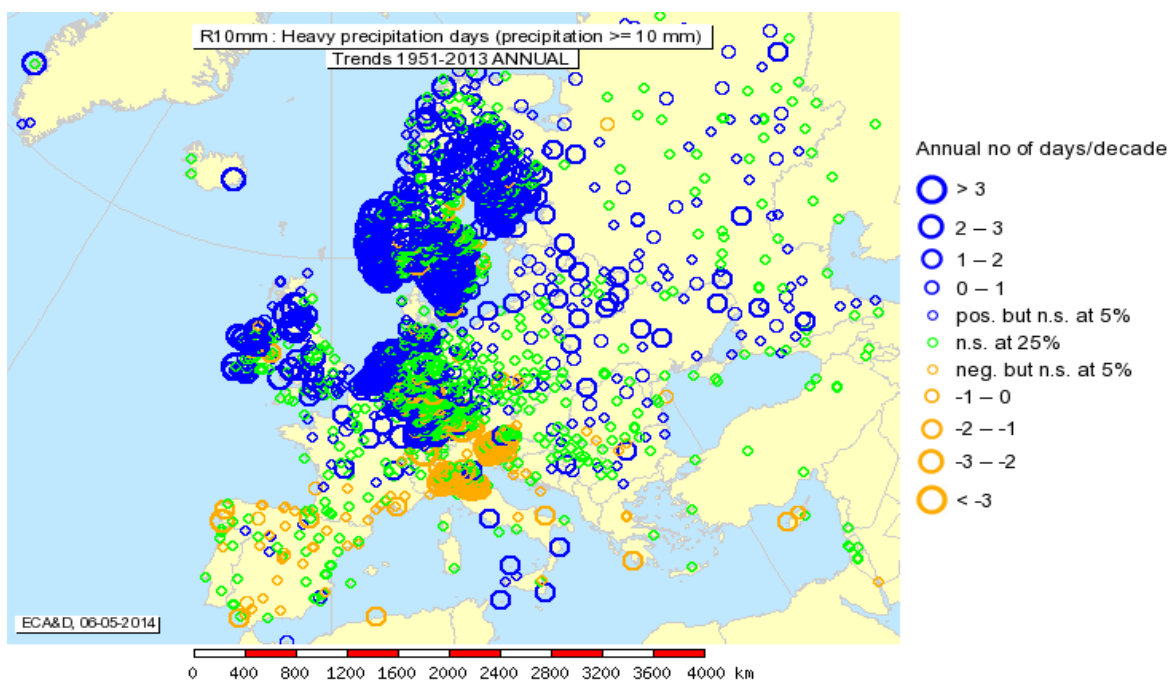 R10mm : Heavy precipitation days (precipitation >= 10 mm)
Trends 1951-2013 ANNUAL
Annual no of days/decade
> 3
2 – 3
1 – 2
0 – 1
pos. but n.s. at 5%
n.s. at 25%
neg. but n.s. at 5%
-1 – 0
-2 – -1
-3 – -2
< -3
ECA&D, 06-05-2014
0 400 800 1200 1600 2000 2400 2800 3200 3600 4000 km